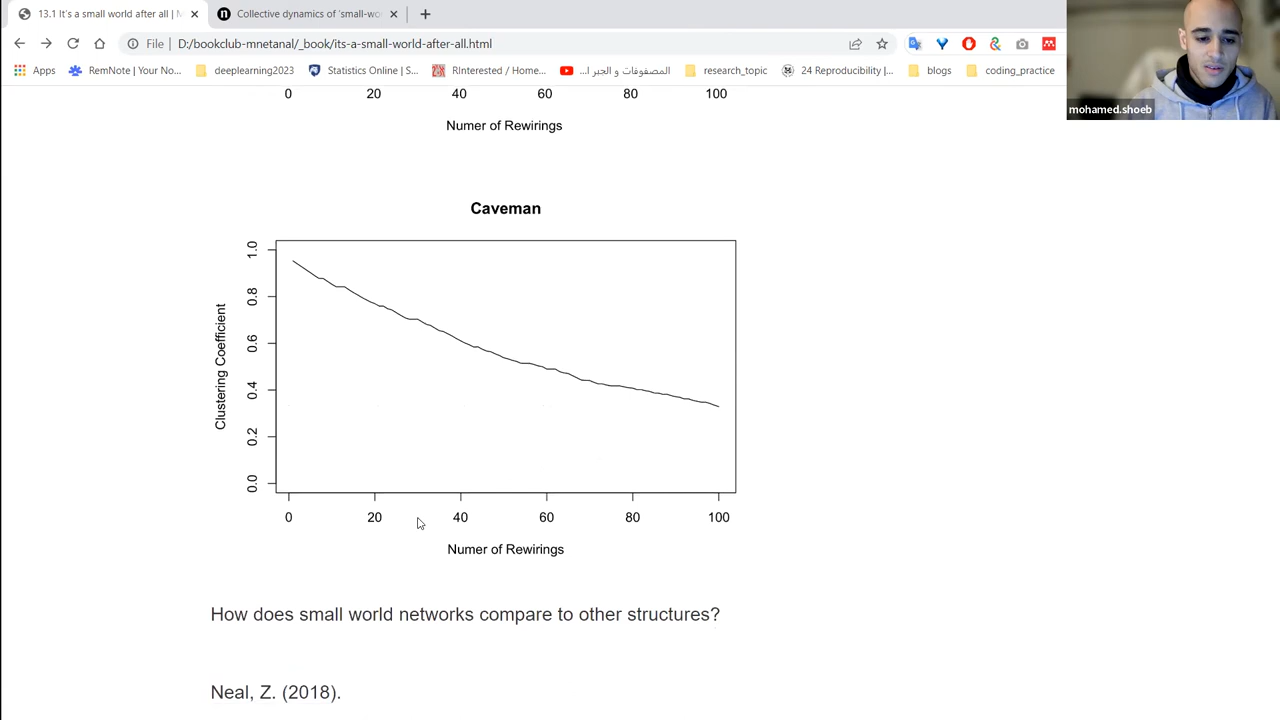 13.1 It's a small world after all | N
Collective dynamics of 'small-wo
File | D:/bookclub-mnetanal/_book/its-a-small-world-after-all.html
Apps RemNote | Your No... deeplearning2023 Statistics Online | S... RInterested / Home... المصفوفات و الجبر ا... research_topic 24 Reproducibility |... blogs coding_practice
mohamed.shoeb
0 20 40 60 80 100
Numer of Rewirings
Caveman
Clustering Coefficient
1.0
0.8
0.6
0.4
0.2
0.0
0 20 40 60 80 100
Numer of Rewirings
How does small world networks compare to other structures?
Neal, Z. (2018).